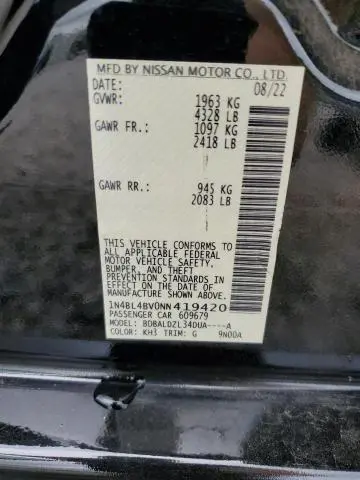 MFD BY NISSAN MOTOR CO., LTD.
DATE: 08/22
GVWR: 1963 KG
4328 LB
GAWR FR: 1097 KG
2418 LB
GAWR RR: 945 KG
2083 LB
THIS VEHICLE CONFORMS TO
ALL APPLICABLE FEDERAL
MOTOR VEHICLE SAFETY,
BUMPER, AND THEFT
PREVENTION STANDARDS IN
EFFECT ON THE DATE OF
MANUFACTURE SHOWN ABOVE.
1N4BL4BV0NN419420
PASSENGER CAR 609679
MODEL: BDBALDZL34DUA----A
COLOR: KH3 TRIM: G 9N00A